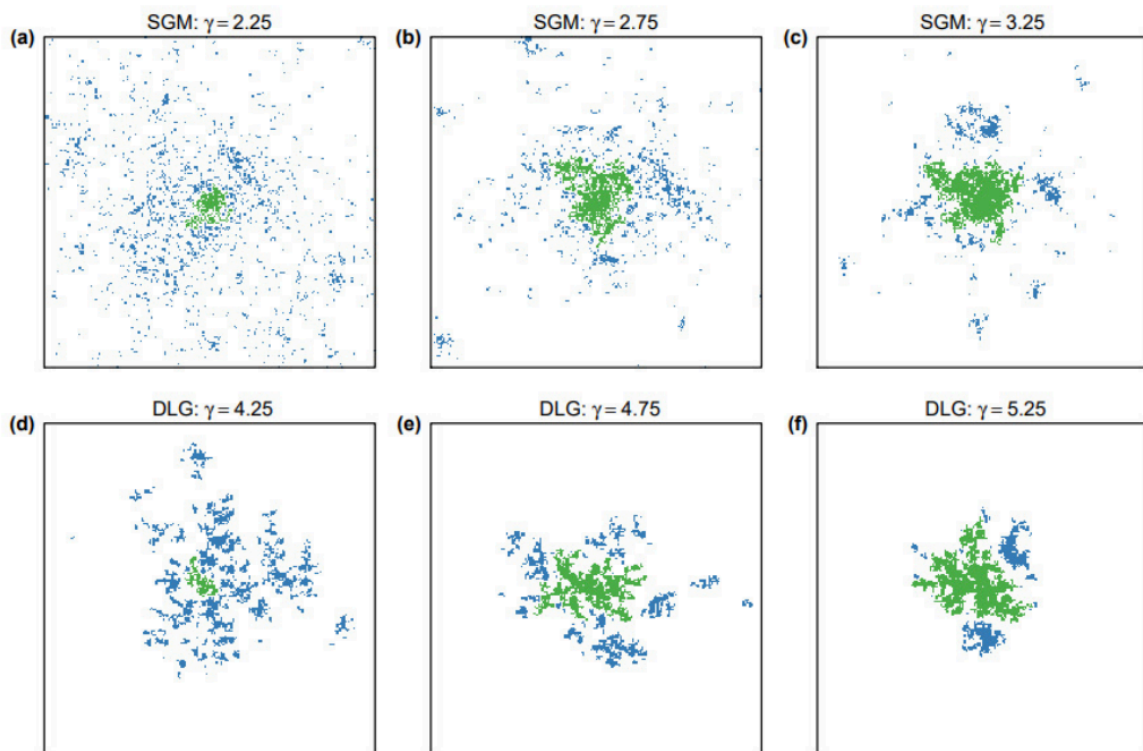 (a) SGM: γ = 2.25
(b) SGM: γ = 2.75
(c) SGM: γ = 3.25
(d) DLG: γ = 4.25
(e) DLG: γ = 4.75
(f) DLG: γ = 5.25